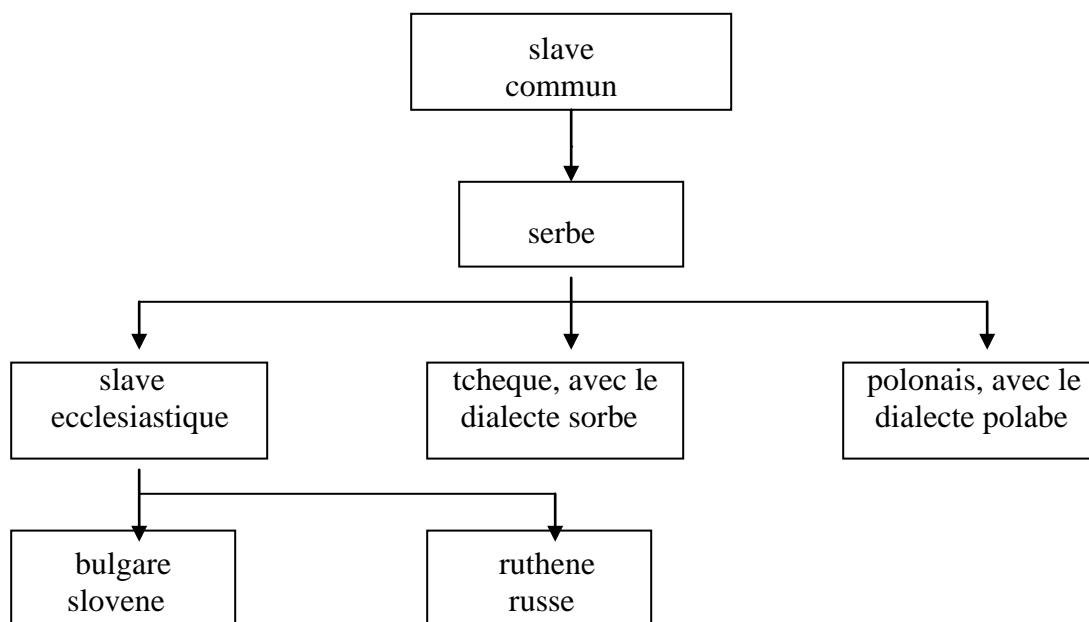 slave
commun
serbe
slave
ecclesiastique
tcheque, avec le
dialecte sorbe
polonais, avec le
dialecte polabe
bulgare
slovene
ruthene
russe